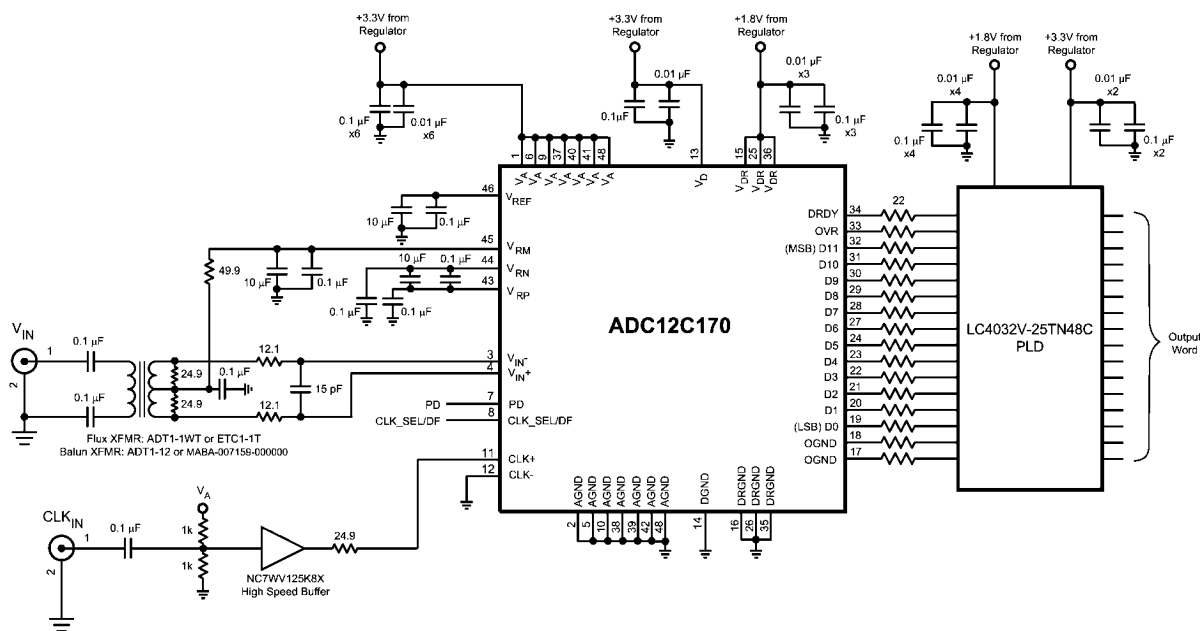 +3.3V from
Regulator
+3.3V from
Regulator
+1.8V from
Regulator
+1.8V from
Regulator
+3.3V from
Regulator
0.1 µF
x6
0.01 µF
x6
0.01 µF
0.1µF
0.01 µF
x3
0.1 µF
x3
0.01 µF
x4
0.1 µF
x4
0.01 µF
x2
0.1 µF
x2
1
6
9
37
40
41
48
13
15
25
36
VA
VA
VA
VA
VA
VA
VA
VD
VDR
VDR
VDR
46
VREF
10 µF
0.1 µF
45
VRM
49.9
10 µF
0.1 µF
44
VRN
43
VRP
10 µF
0.1 µF
0.1 µF
0.1 µF
ADC12C170
VIN
1
2
0.1 µF
0.1 µF
24.9
24.9
0.1 µF
12.1
12.1
15 pF
3
VIN-
4
VIN+
PD
7
PD
CLK_SEL/DF
8
CLK_SEL/DF
Flux XFMR: ADT1-1WT or ETC1-1T
Balun XFMR: ADT1-12 or MABA-007159-000000
11
CLK+
12
CLK-
VA
CLKIN
1
2
0.1 µF
1k
1k
24.9
NC7WV125K8X
High Speed Buffer
AGND
AGND
AGND
AGND
AGND
AGND
AGND
DGND
DRGND
DRGND
DRGND
2
5
10
38
39
42
48
14
16
26
35
22
DRDY 34
OVR 33
(MSB) D11 32
D10 31
D9 30
D8 29
D7 28
D6 27
D5 24
D4 23
D3 22
D2 21
D1 20
(LSB) D0 19
OGND 18
OGND 17
LC4032V-25TN48C
PLD
Output
Word